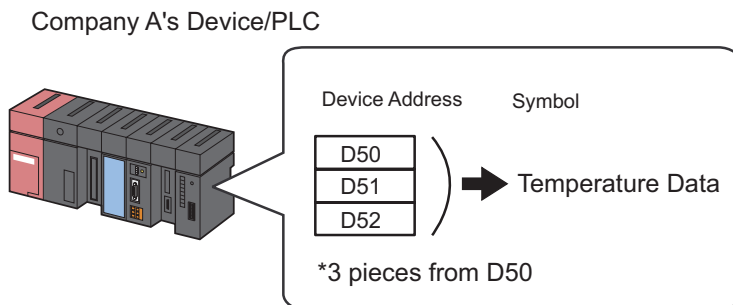 Company A's Device/PLC
Device Address Symbol
D50
D51
D52
Temperature Data
*3 pieces from D50